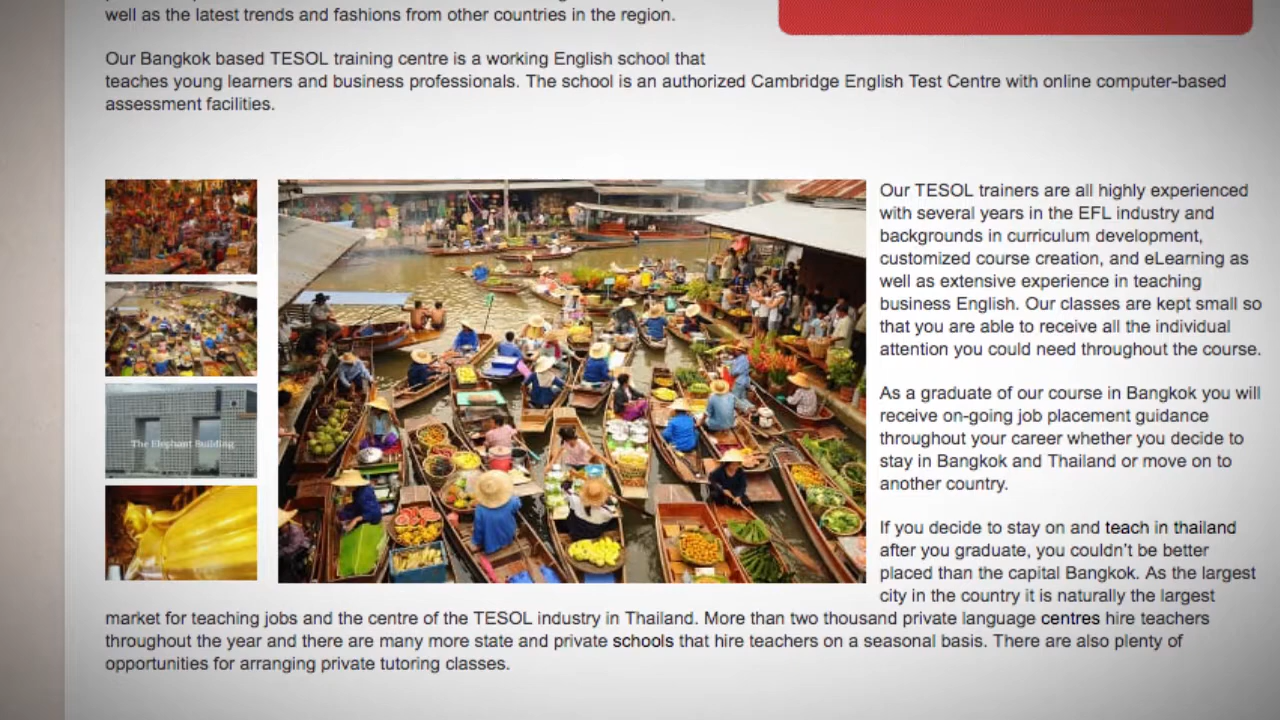 well as the latest trends and fashions from other countries in the region.
Our Bangkok based TESOL training centre is a working English school that
teaches young learners and business professionals. The school is an authorized Cambridge English Test Centre with online computer-based
assessment facilities.
The Elephant Building
Our TESOL trainers are all highly experienced
with several years in the EFL industry and
backgrounds in curriculum development,
customized course creation, and eLearning as
well as extensive experience in teaching
business English. Our classes are kept small so
that you are able to receive all the individual
attention you could need throughout the course.
As a graduate of our course in Bangkok you will
receive on-going job placement guidance
throughout your career whether you decide to
stay in Bangkok and Thailand or move on to
another country.
If you decide to stay on and teach in thailand
after you graduate, you couldn't be better
placed than the capital Bangkok. As the largest
city in the country it is naturally the largest
market for teaching jobs and the centre of the TESOL industry in Thailand. More than two thousand private language centres hire teachers
throughout the year and there are many more state and private schools that hire teachers on a seasonal basis. There are also plenty of
opportunities for arranging private tutoring classes.